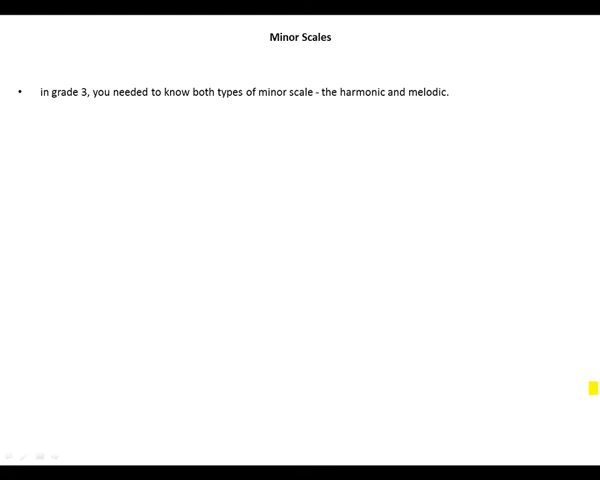 Minor Scales
• in grade 3, you needed to know both types of minor scale - the harmonic and melodic.